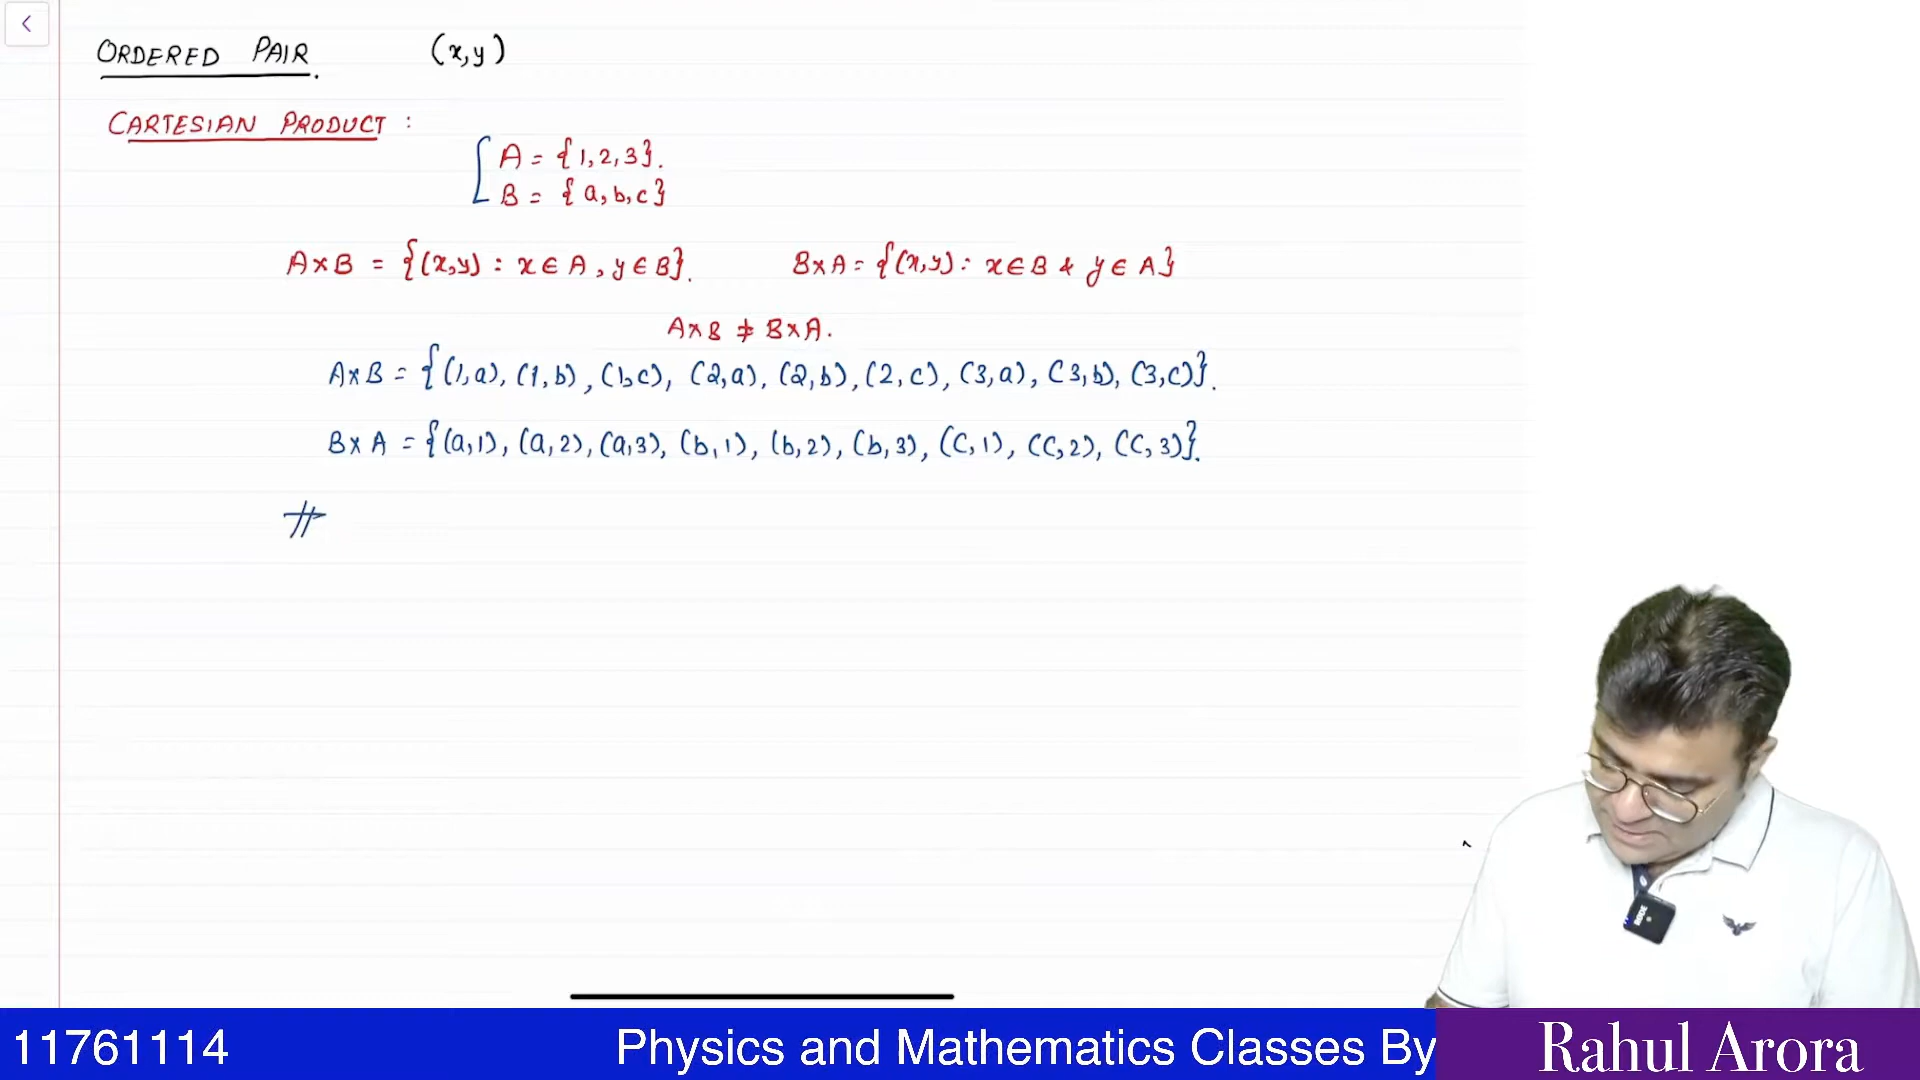 ORDERED PAIR. (x,y)
CARTESIAN PRODUCT :
A = {1,2,3}.
B = {a,b,c}
A×B = {(x,y) : x ∈ A , y ∈ B}. B×A = {(x,y) : x ∈ B & y ∈ A}
A×B ≠ B×A.
A×B = {(1,a), (1,b), (1,c), (2,a), (2,b), (2,c), (3,a), (3,b), (3,c)}.
B×A = {(a,1), (a,2), (a,3), (b,1), (b,2), (b,3), (c,1), (c,2), (c,3)}.
#
11761114 Physics and Mathematics Classes By Rahul Arora